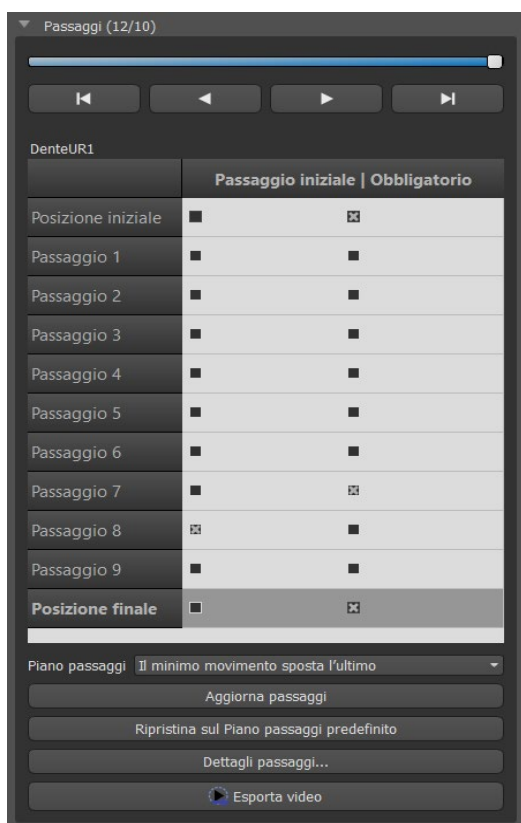 Passaggi (12/10)
DenteUR1
Passaggio iniziale | Obbligatorio
Posizione iniziale
Passaggio 1
Passaggio 2
Passaggio 3
Passaggio 4
Passaggio 5
Passaggio 6
Passaggio 7
Passaggio 8
Passaggio 9
Posizione finale
Piano passaggi Il minimo movimento sposta l'ultimo
Aggiorna passaggi
Ripristina sul Piano passaggi predefinito
Dettagli passaggi...
Esporta video